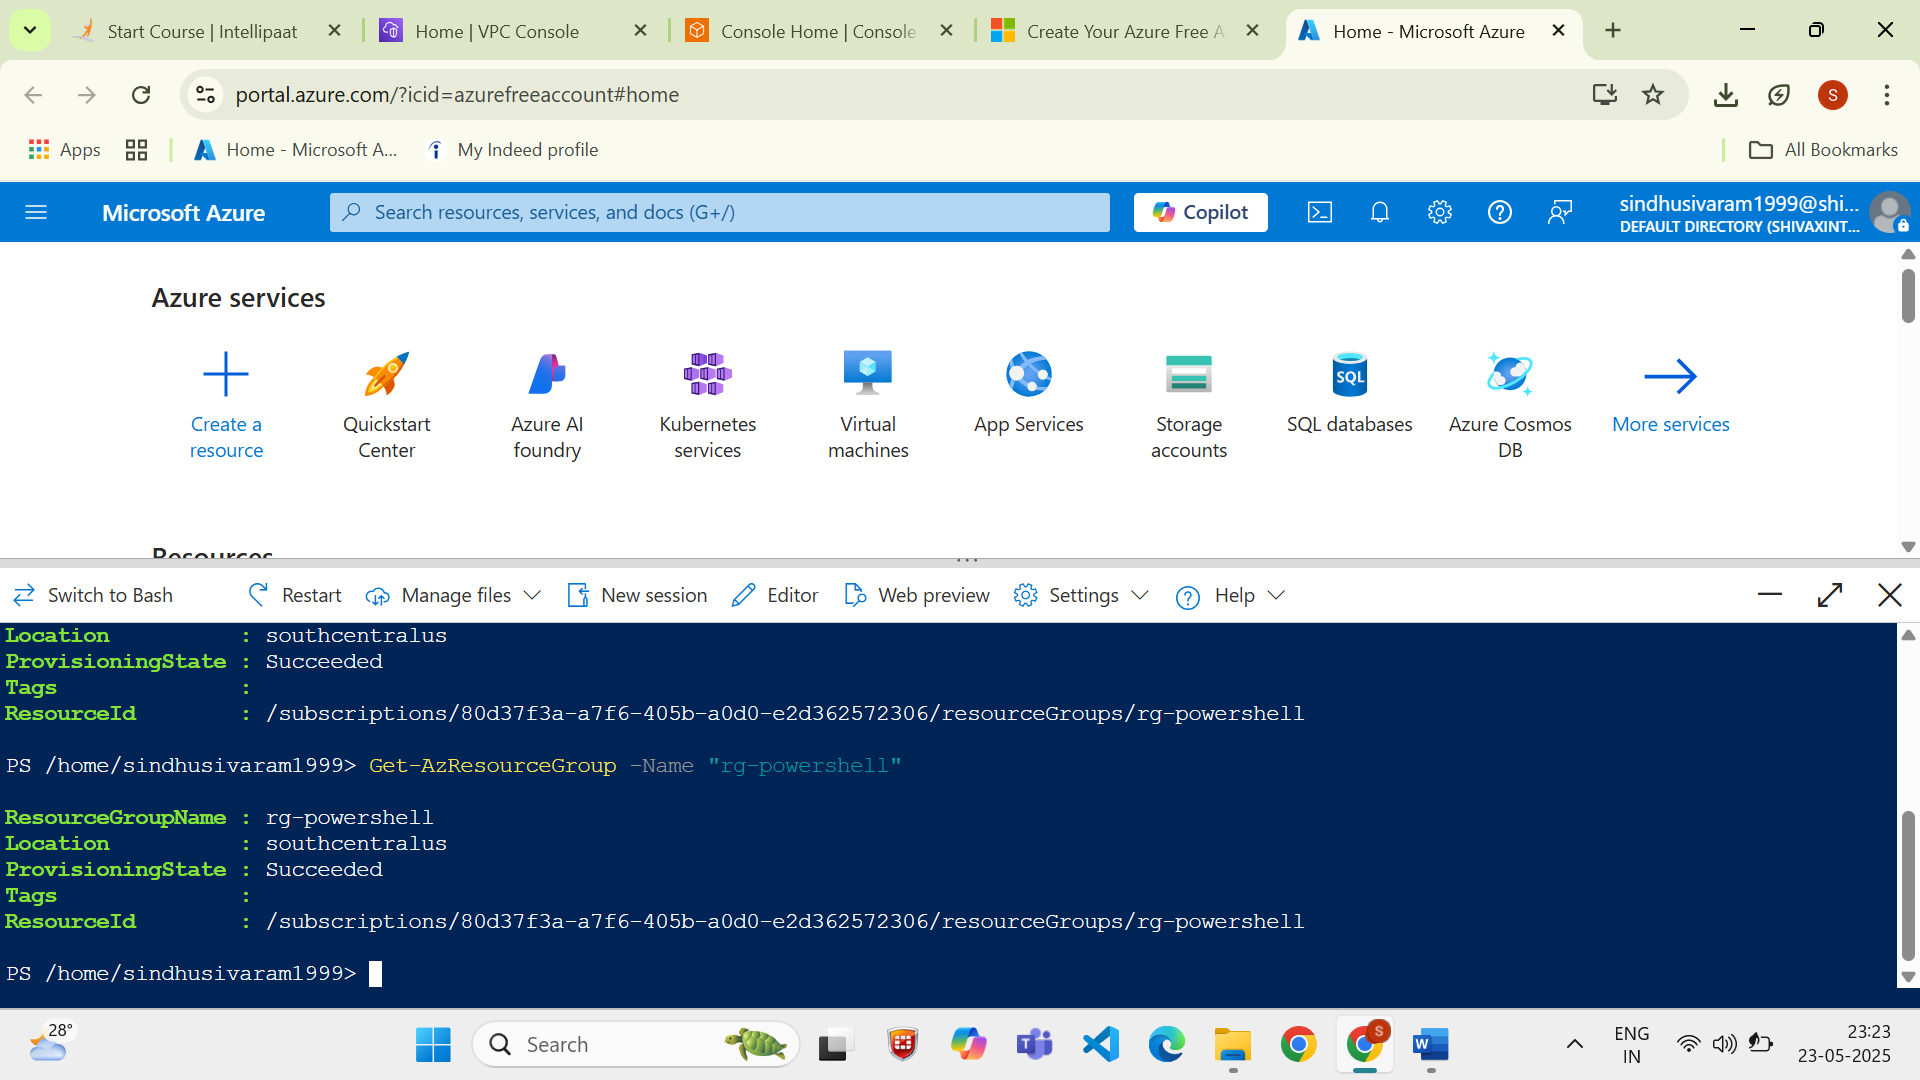 Start Course | Intellipaat
Home | VPC Console
Console Home | Console
Create Your Azure Free A
Home - Microsoft Azure
portal.azure.com/?icid=azurefreeaccount#home
S
Apps
Home - Microsoft A...
My Indeed profile
All Bookmarks
Microsoft Azure
Search resources, services, and docs (G+/)
Copilot
sindhusivaram1999@shi...
DEFAULT DIRECTORY (SHIVAXINT...
Azure services
Create a resource
Quickstart Center
Azure AI foundry
Kubernetes services
Virtual machines
App Services
Storage accounts
SQL
SQL databases
Azure Cosmos DB
More services
Resources
Switch to Bash
Restart
Manage files
New session
Editor
Web preview
Settings
Help
Location : southcentralus
ProvisioningState : Succeeded
Tags :
ResourceId : /subscriptions/80d37f3a-a7f6-405b-a0d0-e2d362572306/resourceGroups/rg-powershell
PS /home/sindhusivaram1999> Get-AzResourceGroup -Name "rg-powershell"
ResourceGroupName : rg-powershell
Location : southcentralus
ProvisioningState : Succeeded
Tags :
ResourceId : /subscriptions/80d37f3a-a7f6-405b-a0d0-e2d362572306/resourceGroups/rg-powershell
PS /home/sindhusivaram1999>
28°
Search
S
W
ENG
IN
23:23
23-05-2025